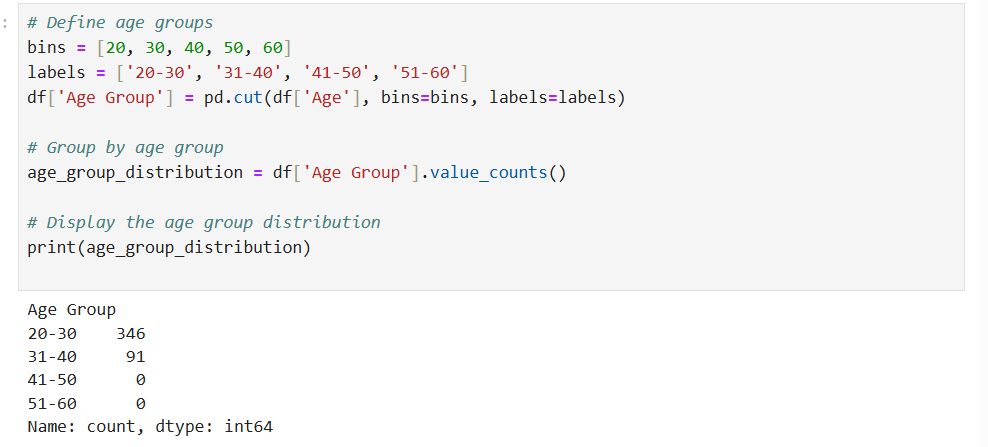 :
# Define age groups
bins = [20, 30, 40, 50, 60]
labels = ['20-30', '31-40', '41-50', '51-60']
df['Age Group'] = pd.cut(df['Age'], bins=bins, labels=labels)
# Group by age group
age_group_distribution = df['Age Group'].value_counts()
# Display the age group distribution
print(age_group_distribution)
Age Group
20-30    346
31-40     91
41-50      0
51-60      0
Name: count, dtype: int64